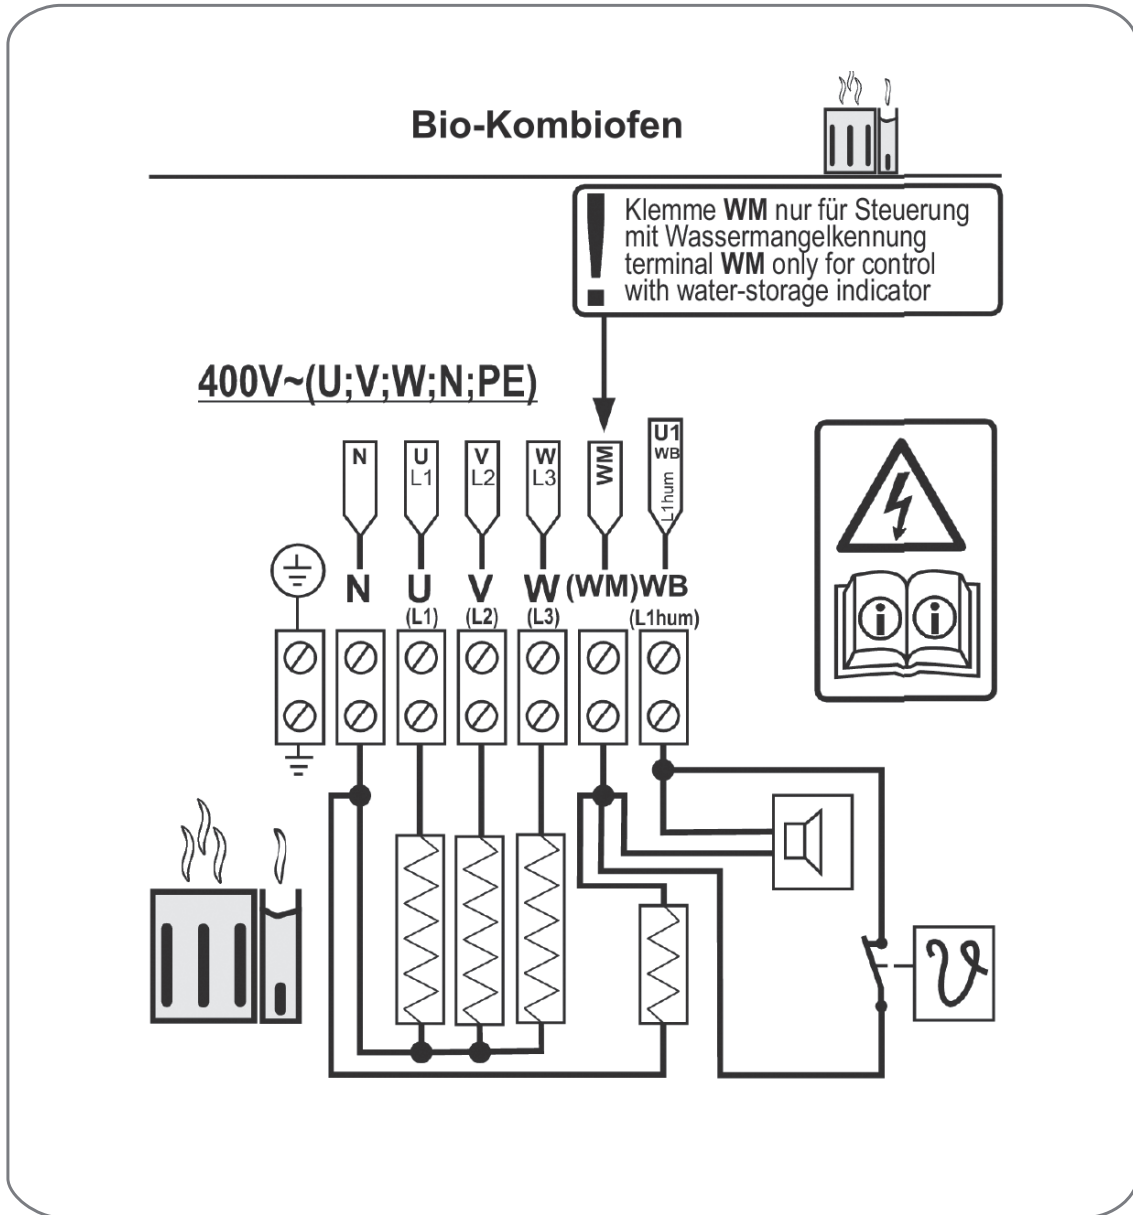 Bio-Kombiofen
Klemme WM nur für Steuerung
mit Wassermangelkennung
terminal WM only for control
with water-storage indicator
400V~(U;V;W;N;PE)
N
U
L1
V
L2
W
L3
WM
U1
WB
L1hum
N U V W (WM) WB
(L1) (L2) (L3) (L1hum)